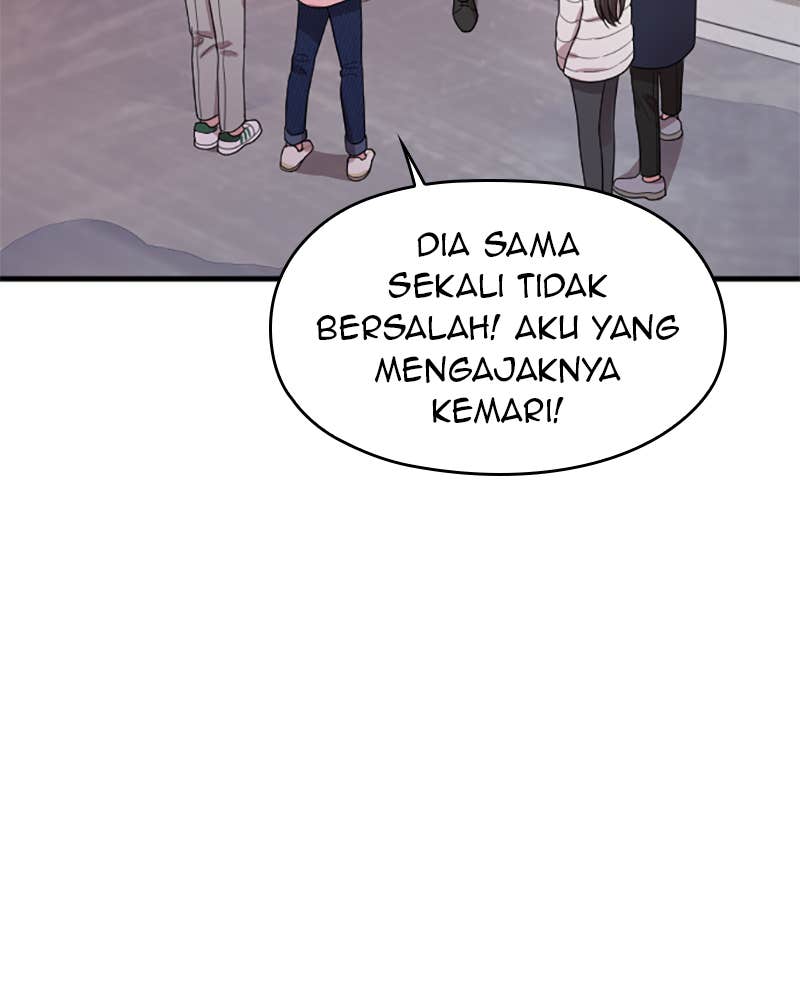 DIA SAMA
SEKALI TIDAK
BERSALAH! AKU YANG
MENGAJAKNYA
KEMARI!